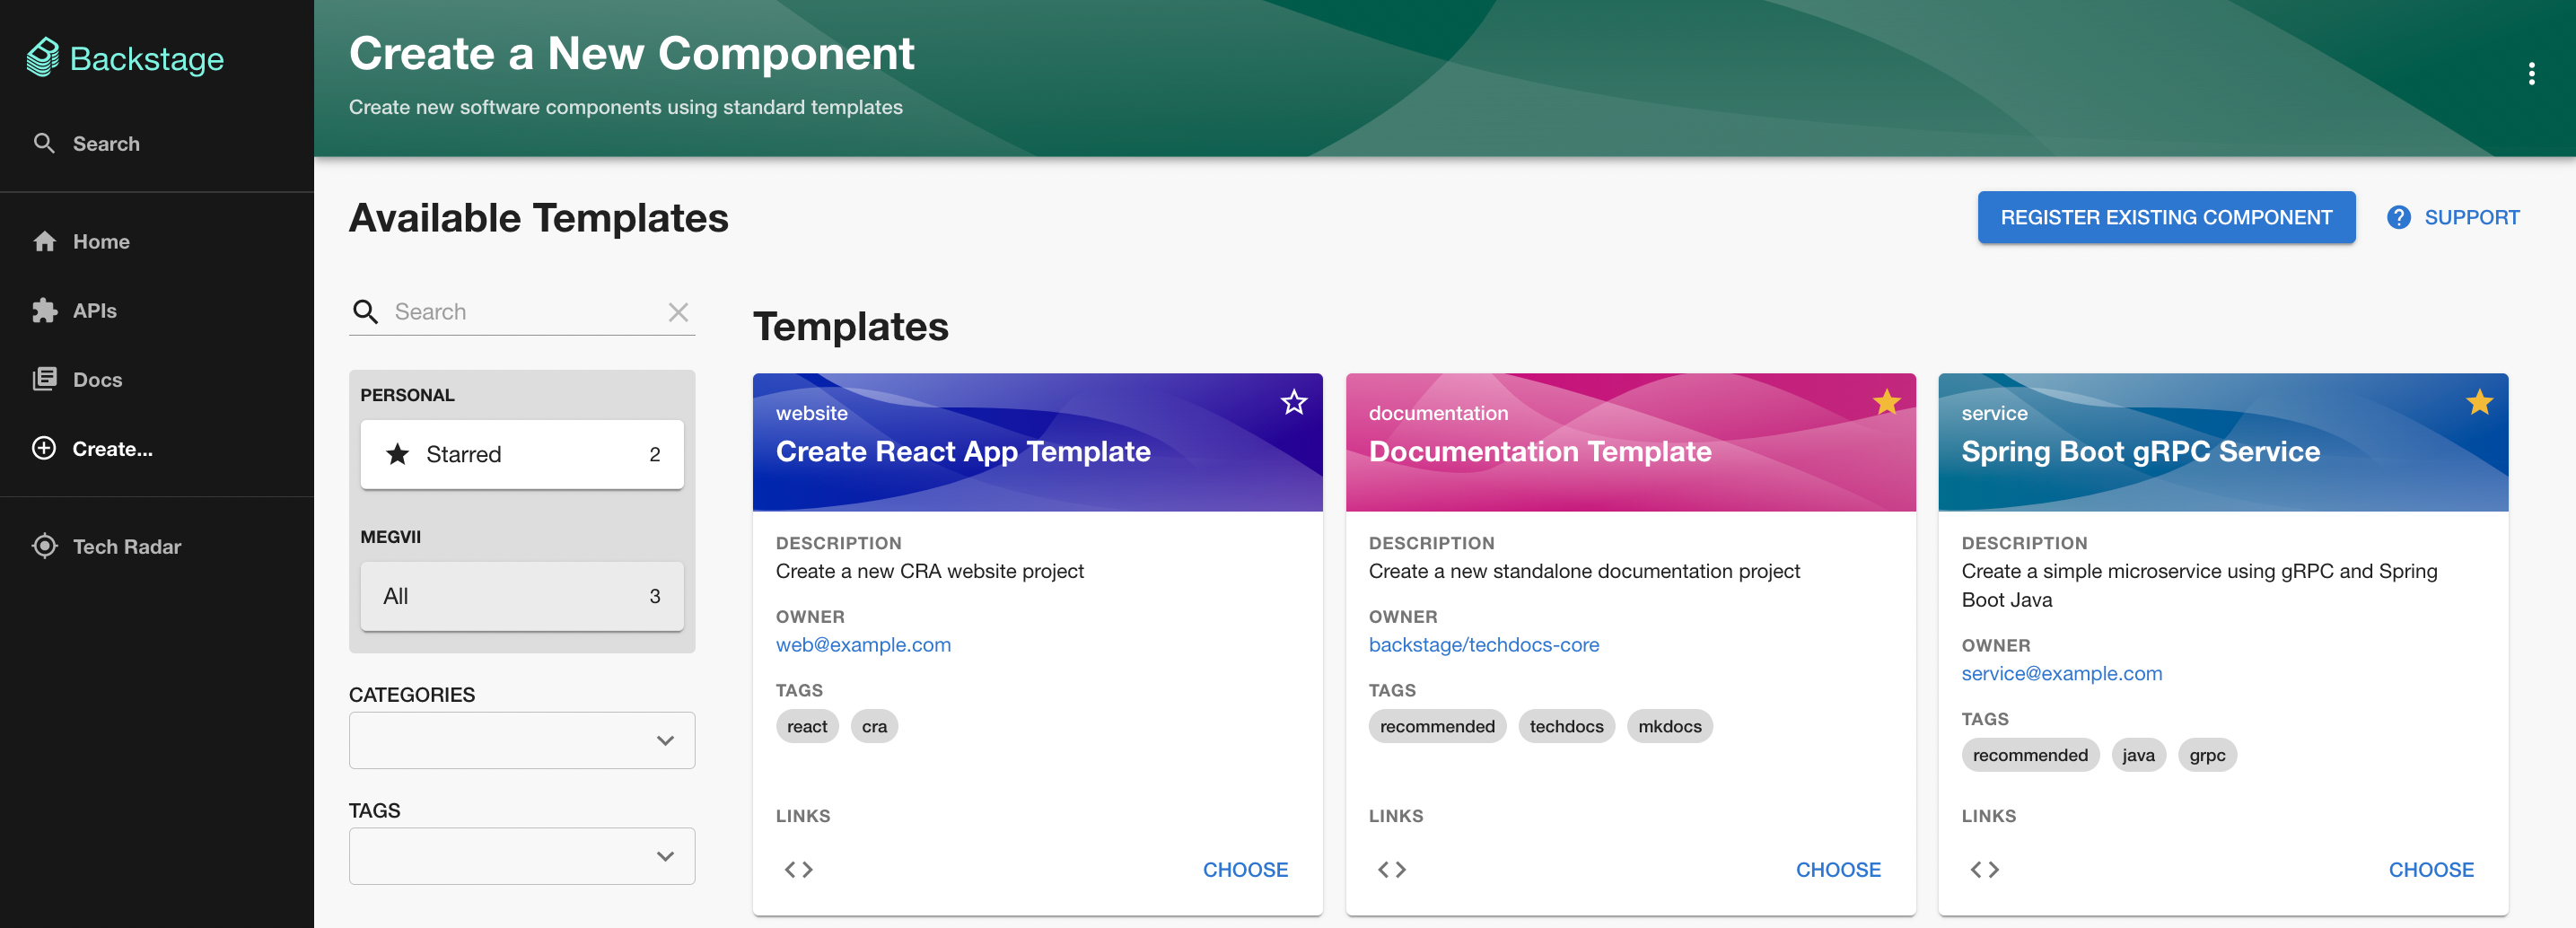 Backstage
Search
Home
APIs
Docs
Create...
Tech Radar
Create a New Component
Create new software components using standard templates
Available Templates
REGISTER EXISTING COMPONENT
SUPPORT
Search
PERSONAL
Starred 2
MEGVII
All 3
CATEGORIES
TAGS
Templates
website
Create React App Template
DESCRIPTION
Create a new CRA website project
OWNER
web@example.com
TAGS
react cra
LINKS
CHOOSE
documentation
Documentation Template
DESCRIPTION
Create a new standalone documentation project
OWNER
backstage/techdocs-core
TAGS
recommended techdocs mkdocs
LINKS
CHOOSE
service
Spring Boot gRPC Service
DESCRIPTION
Create a simple microservice using gRPC and Spring
Boot Java
OWNER
service@example.com
TAGS
recommended java grpc
LINKS
CHOOSE